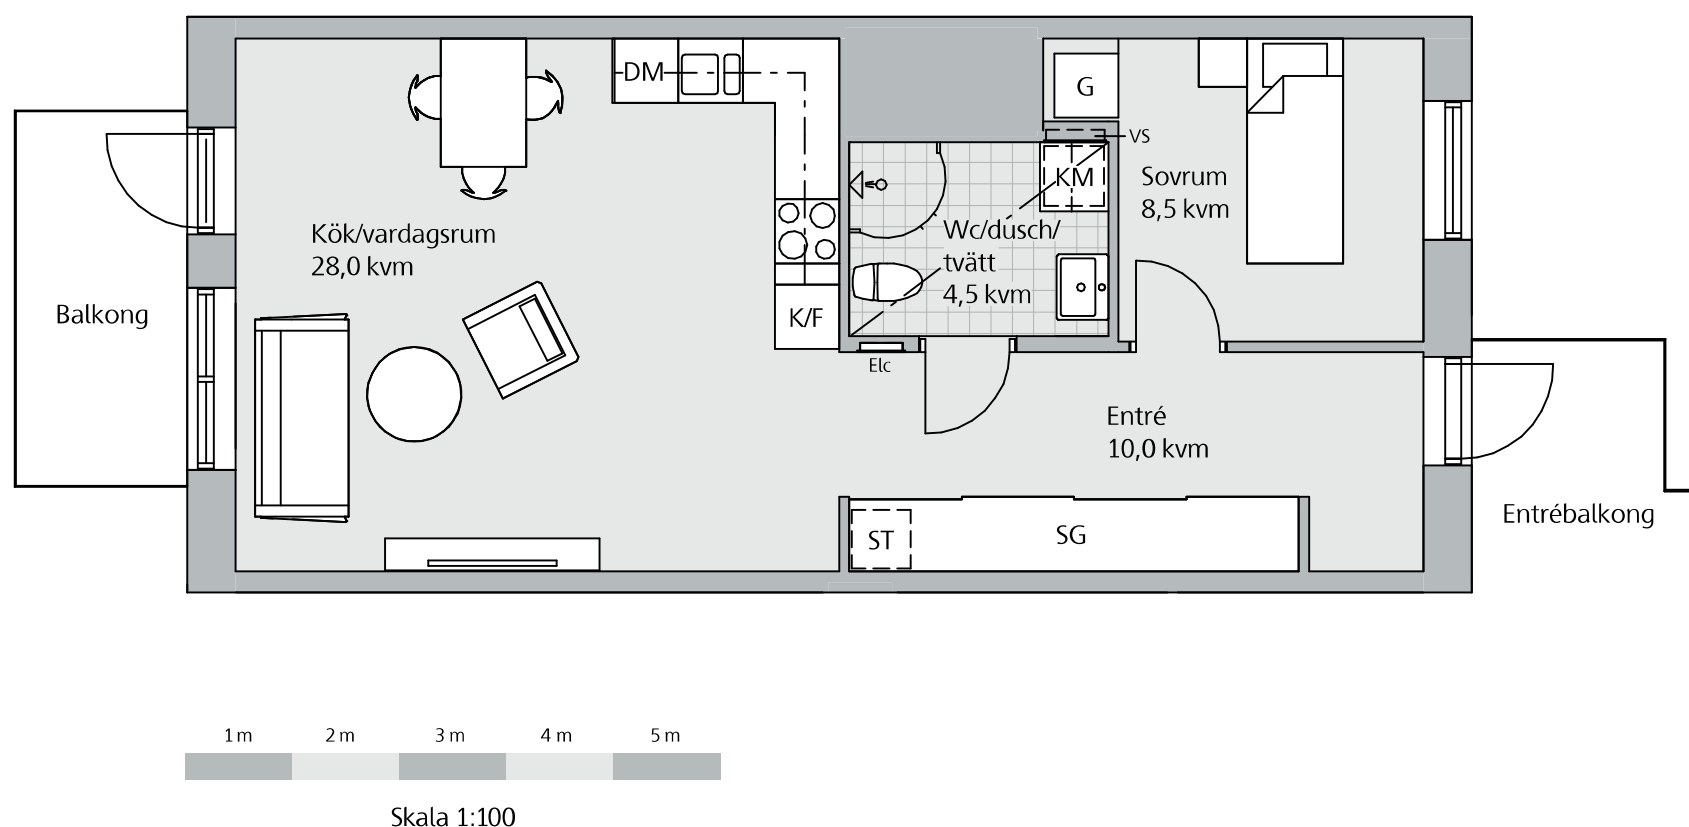 DM
G
VS
KM
Sovrum
8,5 kvm
Kök/vardagsrum
28,0 kvm
Wc/dusch/
tvätt
4,5 kvm
Balkong
K/F
Elc
Entré
10,0 kvm
ST
SG
Entrébalkong
1 m
2 m
3 m
4 m
5 m
Skala 1:100